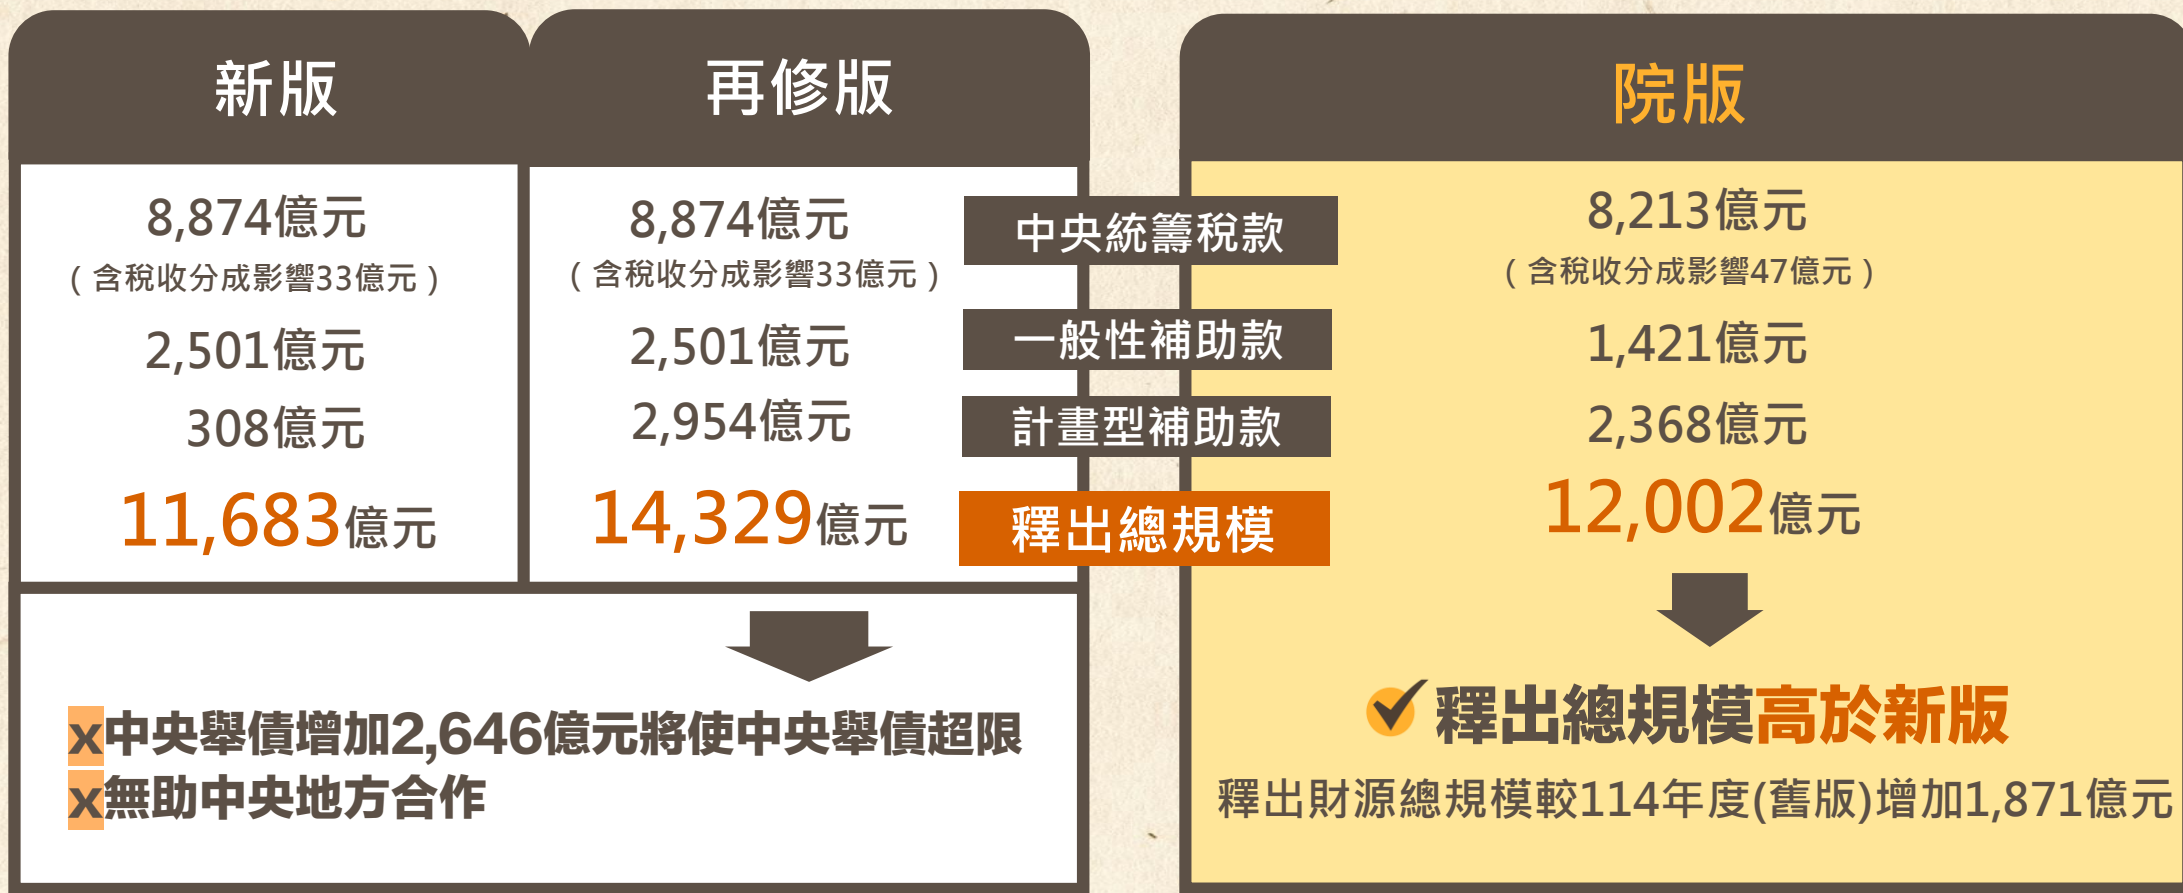 新版
再修版
院版
8,874億元
8,874億元
中央統籌稅款
8,213億元
（含稅收分成影響33億元）
（含稅收分成影響33億元）
（含稅收分成影響47億元）
2,501億元
2,501億元
一般性補助款
1,421億元
308億元
2,954億元
計畫型補助款
2,368億元
11,683億元
14,329億元
釋出總規模
12,002億元
x中央舉債增加2,646億元將使中央舉債超限
x無助中央地方合作
釋出總規模高於新版
釋出財源總規模較114年度(舊版)增加1,871億元